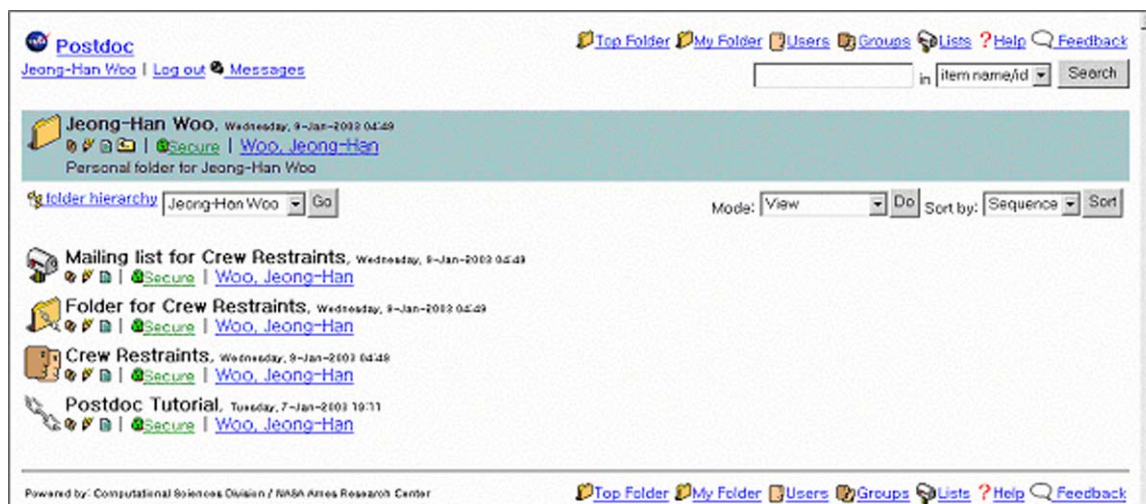 Postdoc
Top Folder My Folder Users Groups Lists ?Help Feedback
Jeong-Han Woo | Log out Messages
in item name/id Search
Jeong-Han Woo, Wednesday, 9-Jan-2003 04:49
| Secure | Woo, Jeong-Han
Personal folder for Jeong-Han Woo
folder hierarchy Jeong-Han Woo Go Mode: View Do Sort by: Sequence Sort
Mailing list for Crew Restraints, Wednesday, 9-Jan-2003 04:49
| Secure | Woo, Jeong-Han
Folder for Crew Restraints, Wednesday, 9-Jan-2003 04:49
| Secure | Woo, Jeong-Han
Crew Restraints, Wednesday, 9-Jan-2003 04:49
| Secure | Woo, Jeong-Han
Postdoc Tutorial, Tuesday, 7-Jan-2003 19:11
| Secure | Woo, Jeong-Han
Powered by: Computational Sciences Division / NASA Ames Research Center
Top Folder My Folder Users Groups Lists ?Help Feedback